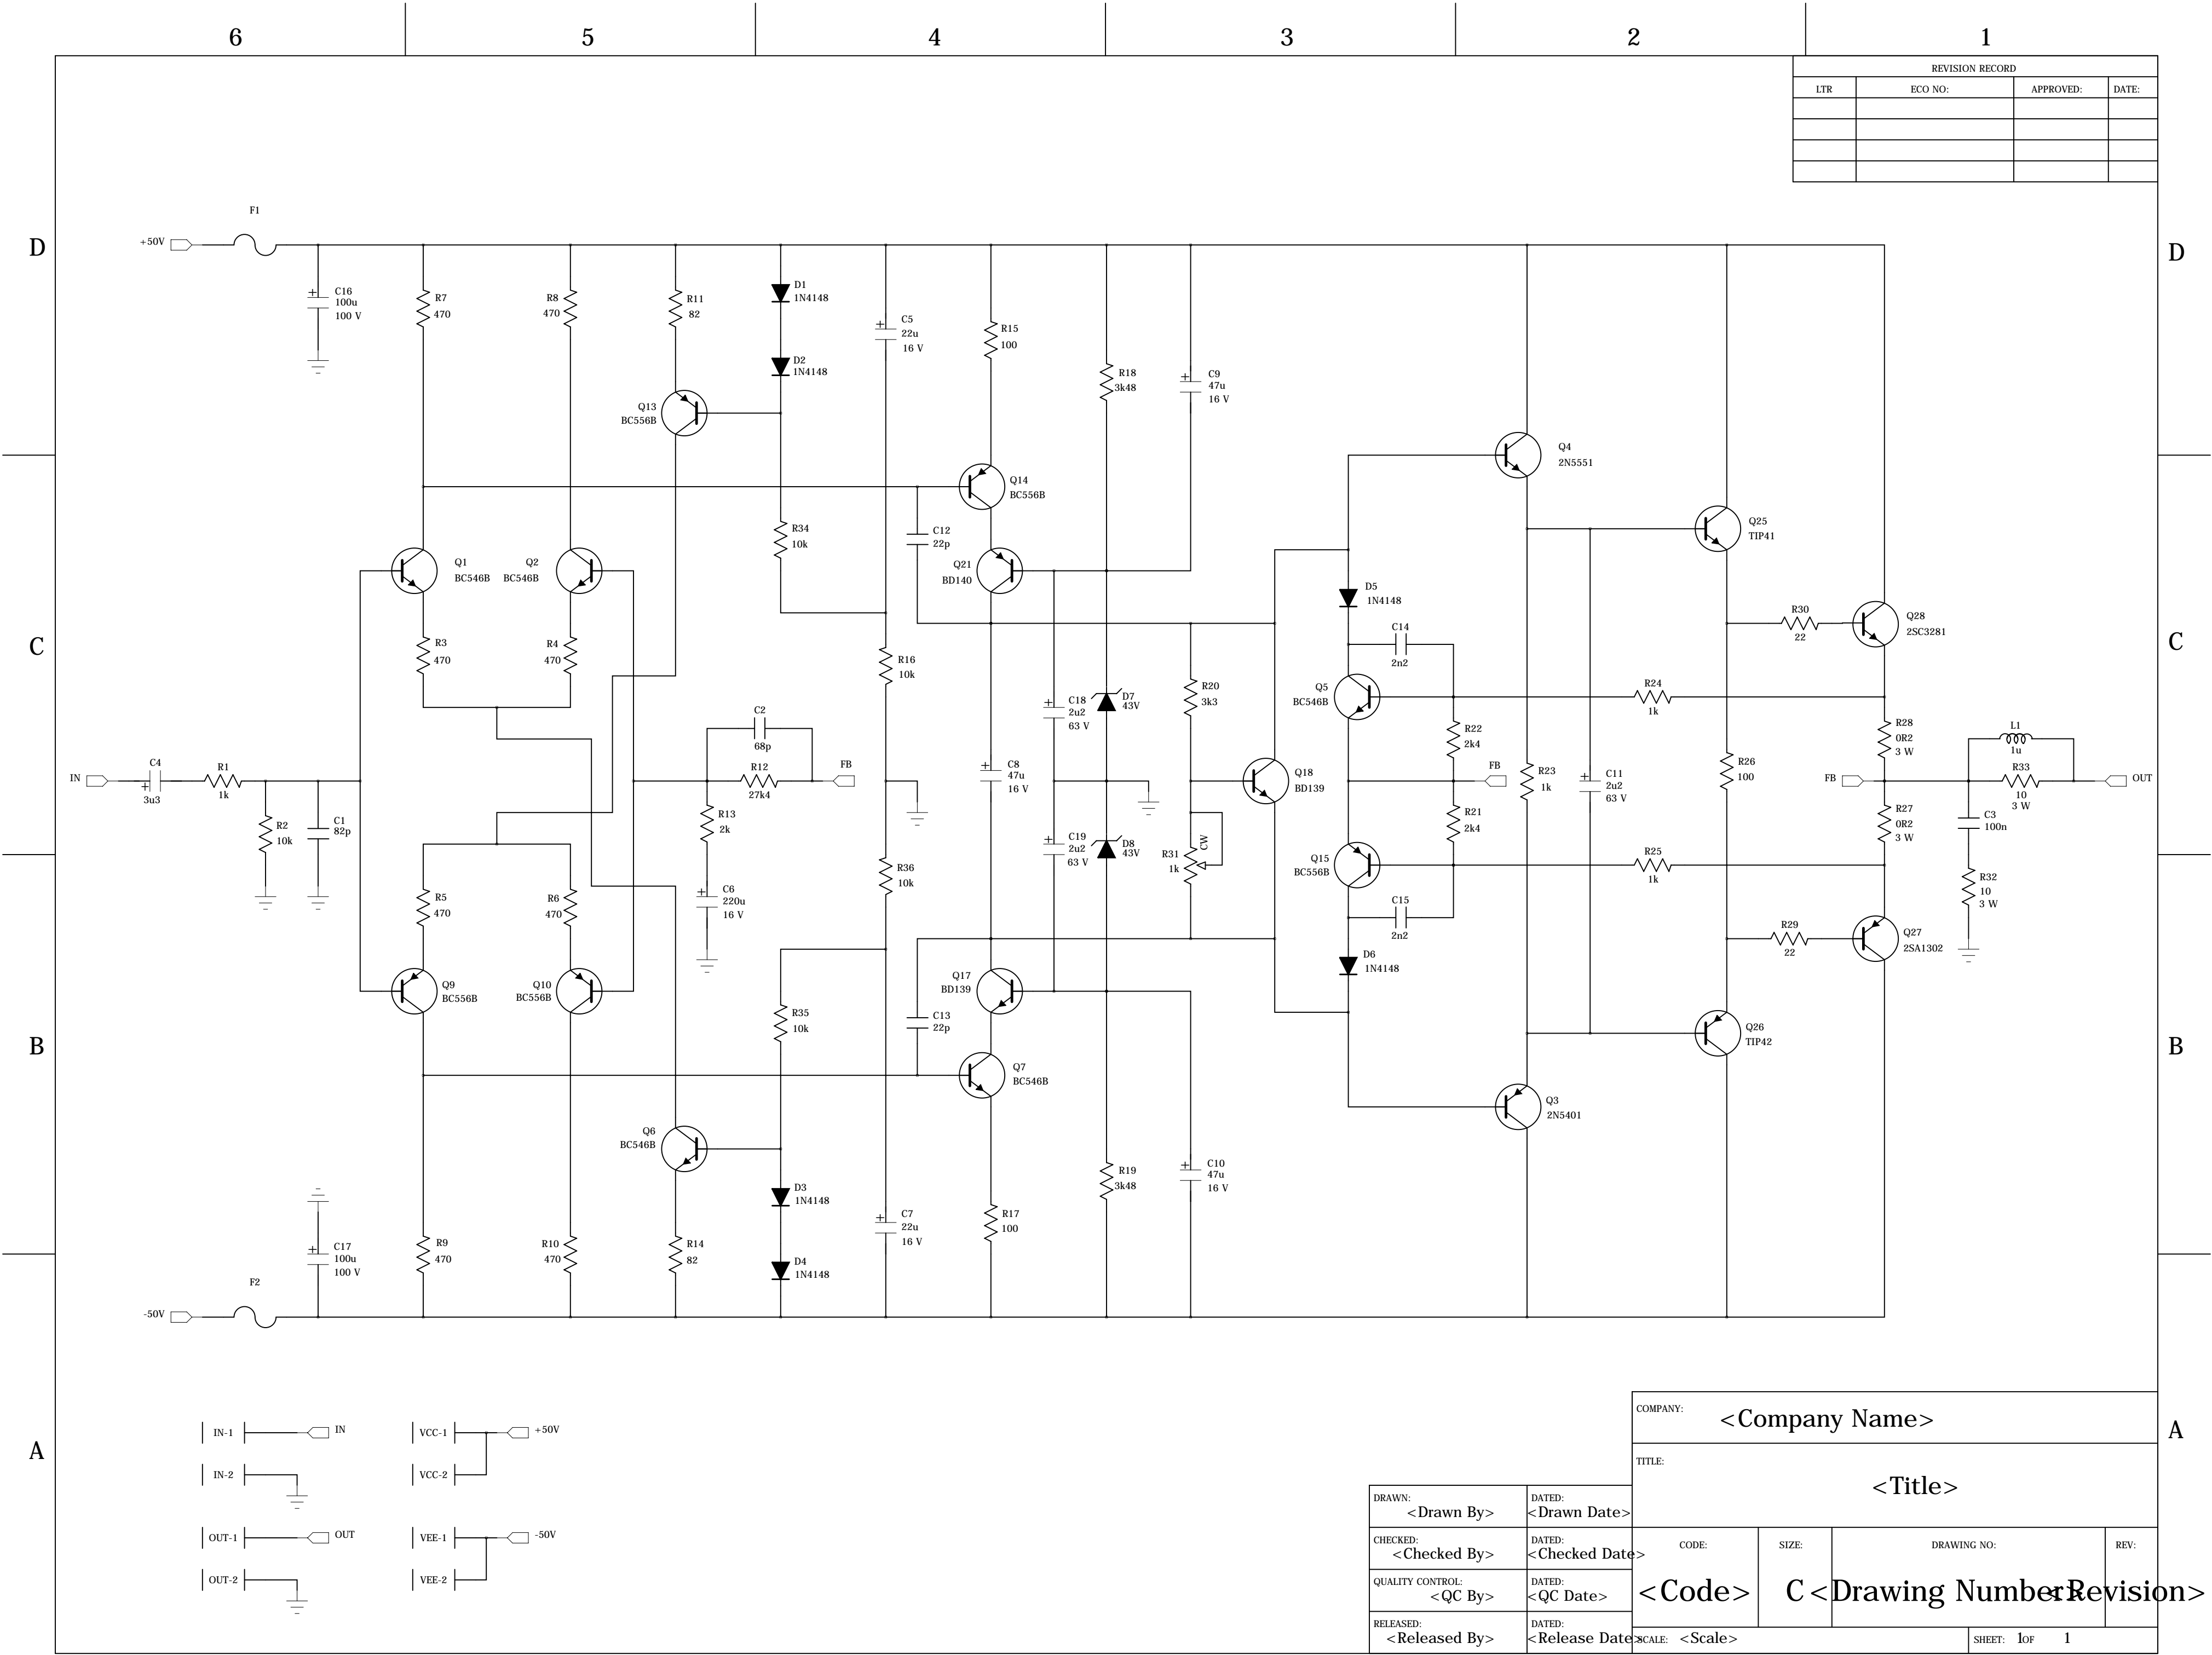 6 5 4 3 2 1
REVISION RECORD
LTR ECO NO: APPROVED: DATE:
D D
C C
B B
A A
F1
+50V
C16
100u
100 V
R7
470
R8
470
R11
82
D1
1N4148
D2
1N4148
C5
22u
16 V
R15
100
R18
3k48
C9
47u
16 V
Q13
BC556B
Q4
2N5551
Q14
BC556B
R34
10k
C12
22p
Q25
TIP41
Q1
BC546B
Q2
BC546B
Q21
BD140
D5
1N4148
R30
22
Q28
2SC3281
R3
470
R4
470
C14
2n2
R16
10k
R20
3k3
Q5
BC546B
R24
1k
C18
2u2
63 V
D7
43V
C2
68p
R22
2k4
R28
0R2
3 W
L1
1u
IN
C4
3u3
R1
1k
R12
27k4
FB
C8
47u
16 V
Q18
BD139
FB
R23
1k
C11
2u2
63 V
R26
100
FB
R33
10
3 W
OUT
R2
10k
C1
82p
R13
2k
R21
2k4
R27
0R2
3 W
C3
100n
C19
2u2
63 V
D8
43V
CW
R31
1k
Q15
BC556B
R25
1k
R36
10k
R5
470
R6
470
C6
220u
16 V
C15
2n2
R32
10
3 W
R29
22
Q27
2SA1302
D6
1N4148
Q9
BC556B
Q10
BC556B
Q17
BD139
R35
10k
C13
22p
Q26
TIP42
Q7
BC546B
Q3
2N5401
Q6
BC546B
D3
1N4148
R19
3k48
C10
47u
16 V
C7
22u
16 V
R17
100
C17
100u
100 V
R9
470
R10
470
R14
82
D4
1N4148
F2
-50V
IN-1 IN
IN-2
OUT-1 OUT
OUT-2
VCC-1 +50V
VCC-2
VEE-1 -50V
VEE-2
COMPANY: <Company Name>
TITLE:
<Title>
DRAWN:
<Drawn By>
DATED:
<Drawn Date>
CHECKED:
<Checked By>
DATED:
<Checked Date>
QUALITY CONTROL:
<QC By>
DATED:
<QC Date>
RELEASED:
<Released By>
DATED:
<Release Date>
CODE: SIZE: DRAWING NO: REV:
<Code> C <Drawing Number> <Revision>
SCALE: <Scale> SHEET: 1 OF 1